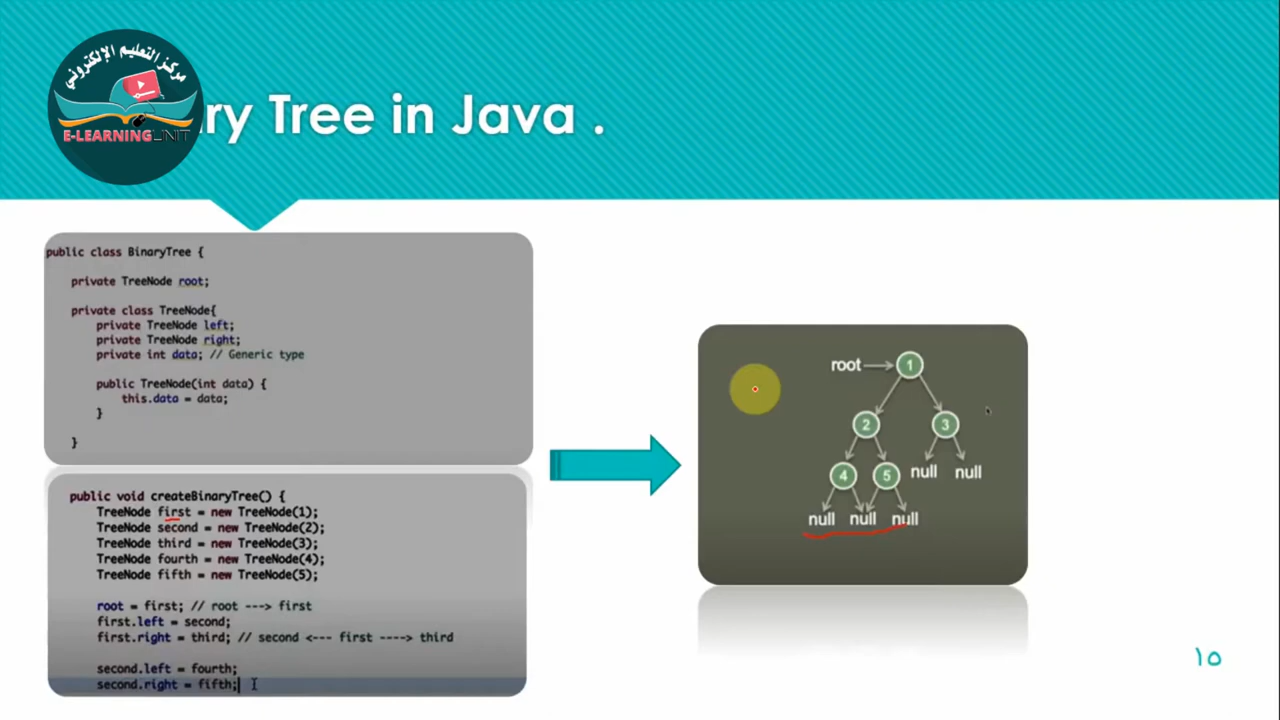 مركز التعليم الإلكتروني
E-LEARNING UNIT
ry Tree in Java .
public class BinaryTree {
private TreeNode root;
private class TreeNode{
private TreeNode left;
private TreeNode right;
private int data; // Generic type
public TreeNode(int data) {
this.data = data;
}
}
public void createBinaryTree() {
TreeNode first = new TreeNode(1);
TreeNode second = new TreeNode(2);
TreeNode third = new TreeNode(3);
TreeNode fourth = new TreeNode(4);
TreeNode fifth = new TreeNode(5);
root = first; // root ---> first
first.left = second;
first.right = third; // second <--- first ----> third
second.left = fourth;
second.right = fifth;
root
1
2
3
4
5
null
null
null
null
null
١٥